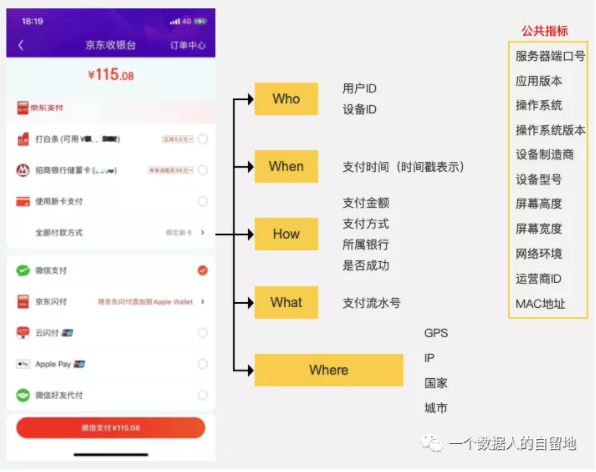 18:19
4G
京东收银台
订单中心
¥115.08
京东支付
打白条 (可用 ¥
招商银行储蓄卡 (
使用新卡支付
全部付款方式
绑定新卡
微信支付
京东闪付
将京东闪付添加到Apple Wallet
云闪付
Apple Pay
微信好友代付
微信支付¥115.08
Who
用户ID
设备ID
When
支付时间（时间戳表示）
How
支付金额
支付方式
所属银行
是否成功
What
支付流水号
Where
GPS
IP
国家
城市
公共指标
服务器端口号
应用版本
操作系统
操作系统版本
设备制造商
设备型号
屏幕高度
屏幕宽度
网络环境
运营商ID
MAC地址
一个数据人的自留地